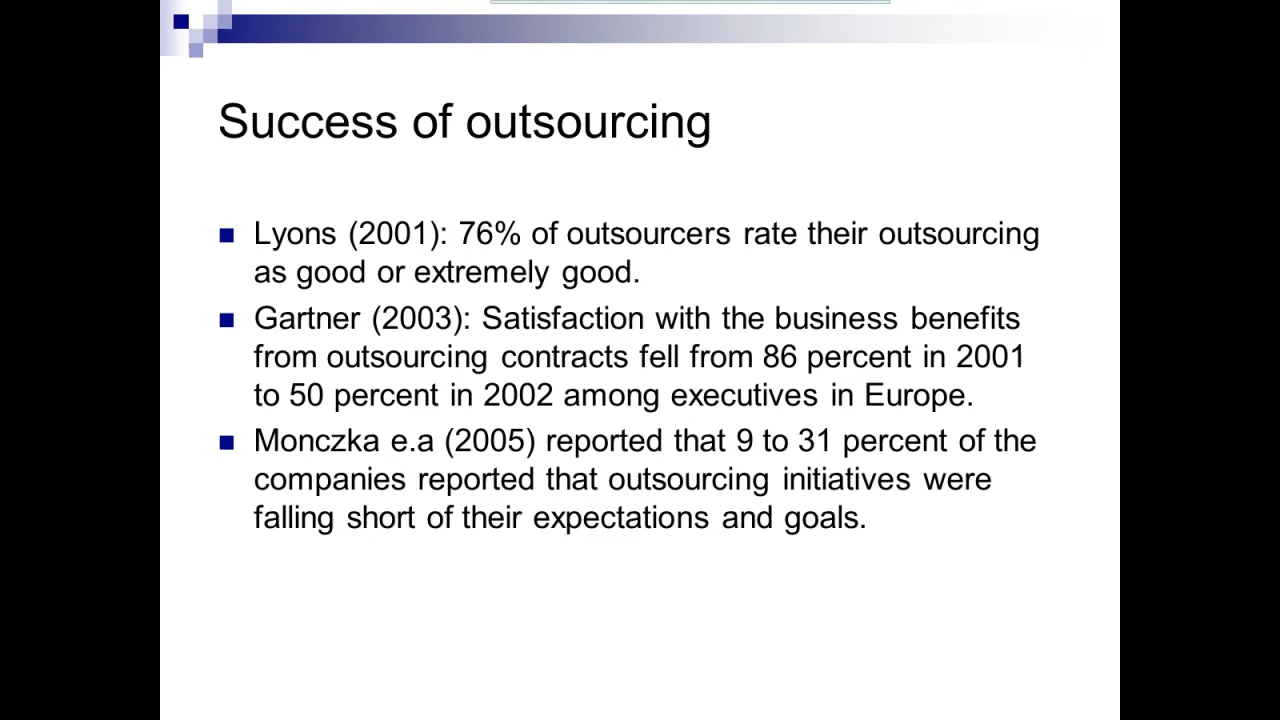 Success of outsourcing
Lyons (2001): 76% of outsourcers rate their outsourcing
as good or extremely good.
Gartner (2003): Satisfaction with the business benefits
from outsourcing contracts fell from 86 percent in 2001
to 50 percent in 2002 among executives in Europe.
Monczka e.a (2005) reported that 9 to 31 percent of the
companies reported that outsourcing initiatives were
falling short of their expectations and goals.